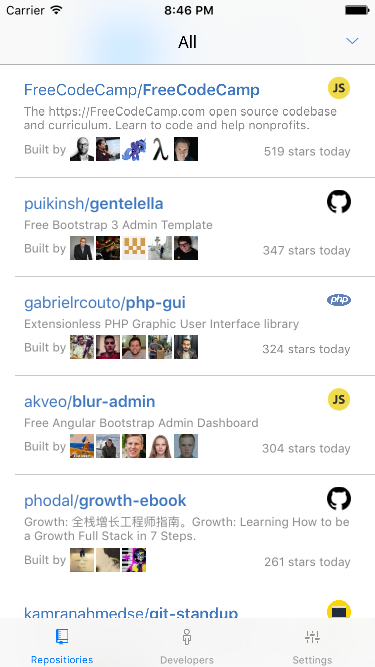 Carrier 8:46 PM
All
FreeCodeCamp/FreeCodeCamp
JS
The https://FreeCodeCamp.com open source codebase
and curriculum. Learn to code and help nonprofits.
Built by
519 stars today
puikinsh/gentelella
Free Bootstrap 3 Admin Template
Built by
347 stars today
gabrielrcouto/php-gui
php
Extensionless PHP Graphic User Interface library
Built by
324 stars today
akveo/blur-admin
JS
Free Angular Bootstrap Admin Dashboard
Built by
304 stars today
phodal/growth-ebook
Growth: 全栈增长工程师指南。Growth: Learning How to be
a Growth Full Stack in 7 Steps.
Built by
261 stars today
kamranahmedse/git-standup
Repositiories
Developers
Settings